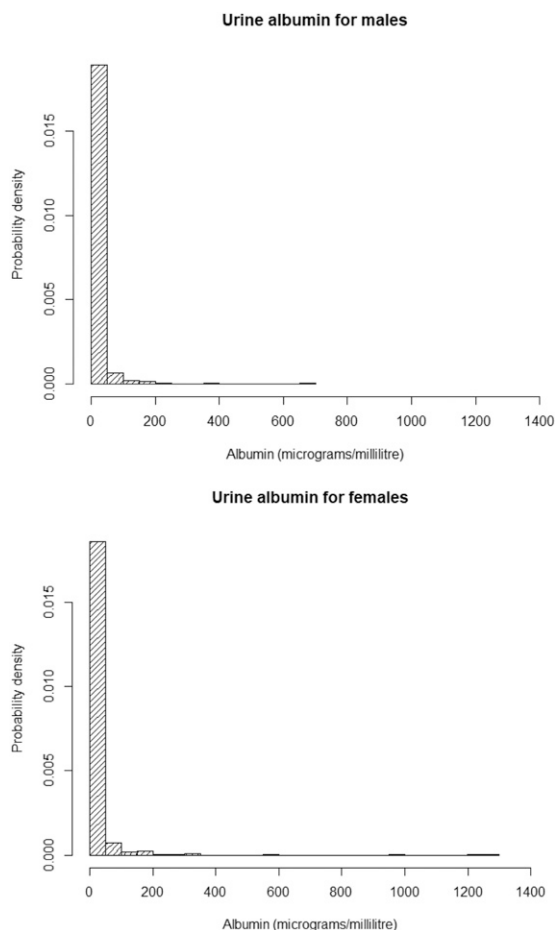 Urine albumin for males
Probability density
0.015
0.010
0.005
0.000
0 200 400 600 800 1000 1200 1400
Albumin (micrograms/millilitre)
Urine albumin for females
Probability density
0.015
0.010
0.005
0.000
0 200 400 600 800 1000 1200 1400
Albumin (micrograms/millilitre)